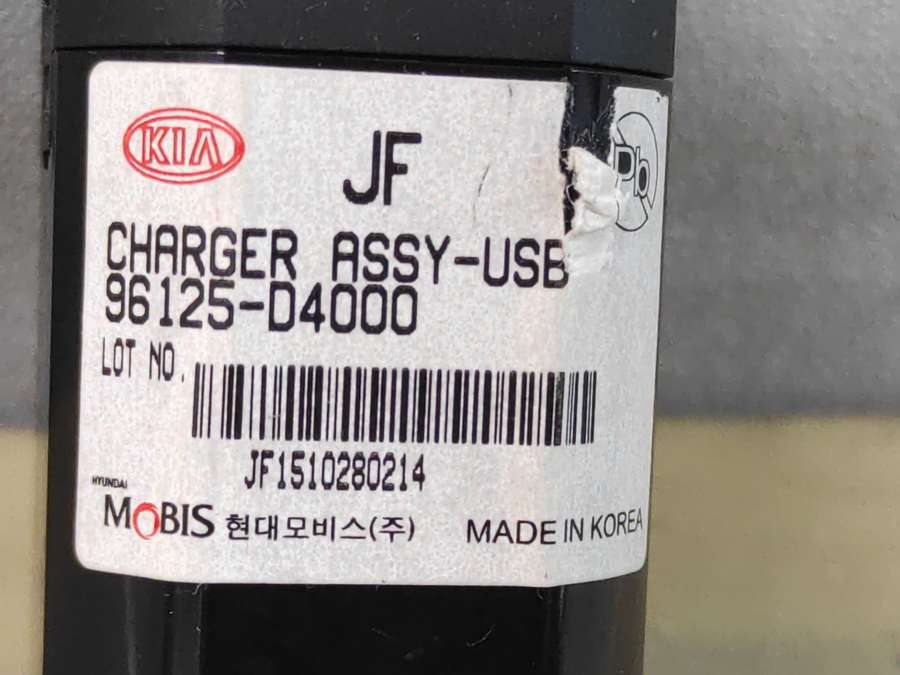 KIA
JF
Pb
CHARGER ASSY-USB
96125-D4000
LOT NO.
JF1510280214
HYUNDAI
MOBIS 현대모비스(주) MADE IN KOREA